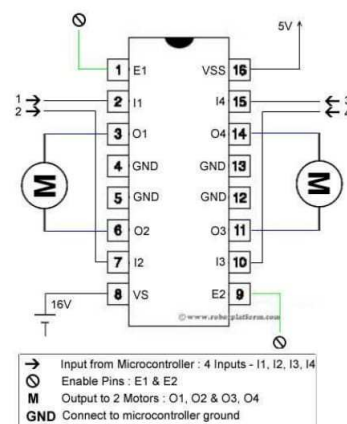 5V
1 E1 VSS 16
1 2 I1 I4 15 3
2 4
3 O1 O4 14
4 GND GND 13
M M
5 GND GND 12
6 O2 O3 11
7 I2 I3 10
16V 8 VS E2 9
© www.roboplatform.com
Input from Microcontroller : 4 Inputs - I1, I2, I3, I4
Enable Pins : E1 & E2
M Output to 2 Motors : O1, O2 & O3, O4
GND Connect to microcontroller ground